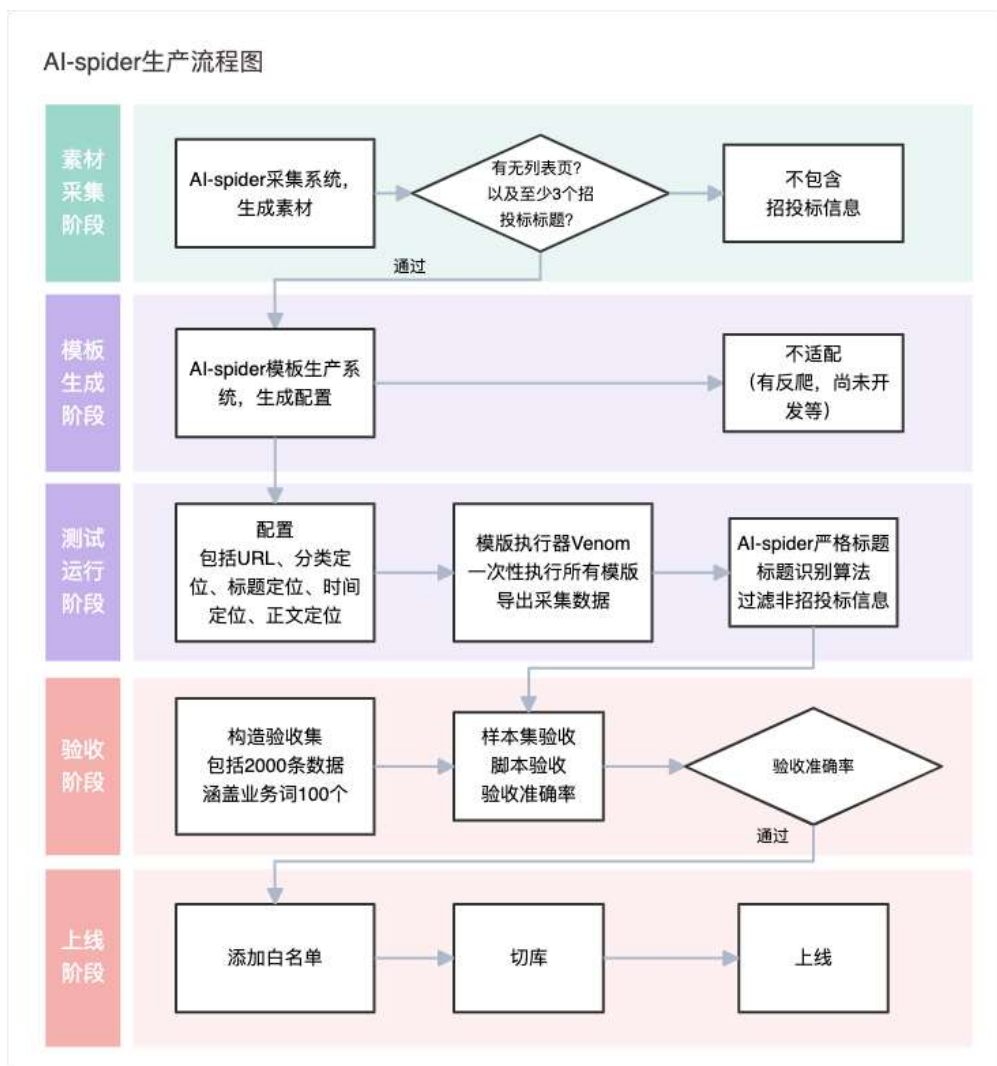 AI-spider生产流程图
素材
采集
阶段
AI-spider采集系统，
生成素材
有无列表页？
以及至少3个招
投标标题？
不包含
招投标信息
通过
模板
生成
阶段
AI-spider模板生产系
统，生成配置
不适配
（有反爬，尚未开
发等）
测试
运行
阶段
配置
包括URL、分类定
位、标题定位、时间
定位、正文定位
模版执行器Venom
一次性执行所有模版
导出采集数据
AI-spider严格标题
标题识别算法
过滤非招投标信息
验收
阶段
构造验收集
包括2000条数据
涵盖业务词100个
样本集验收
脚本验收
验收准确率
验收准确率
通过
上线
阶段
添加白名单
切库
上线